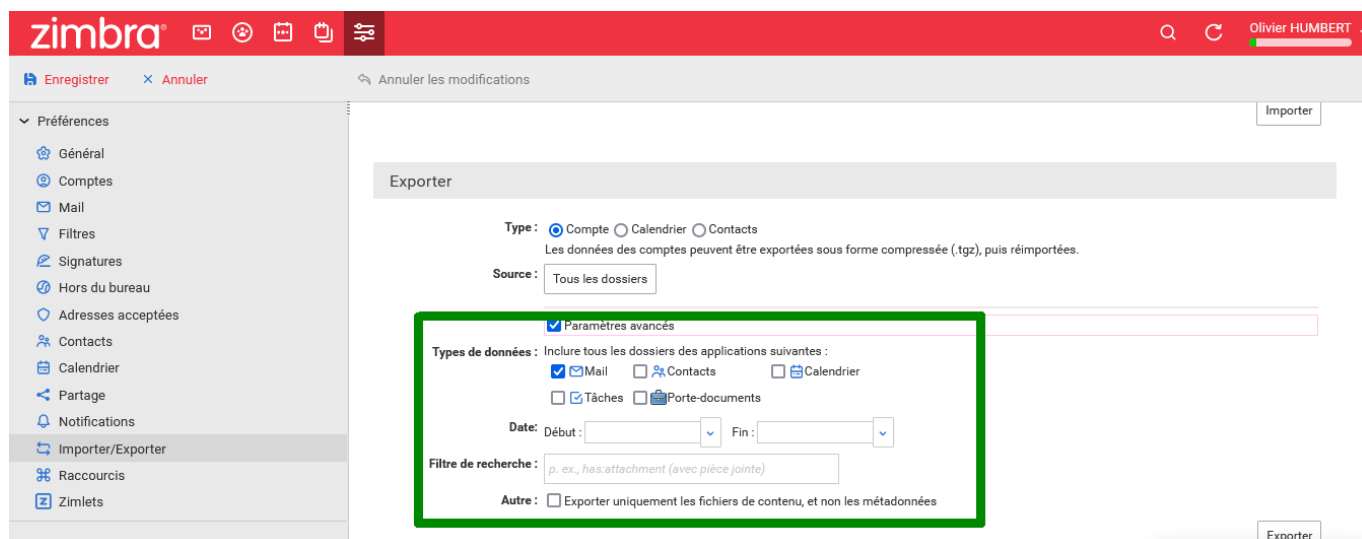 zimbra
Olivier HUMBERT
Enregistrer
Annuler
Annuler les modifications
Préférences
Importer
Général
Exporter
Comptes
Mail
Filtres
Type :
Compte
Calendrier
Contacts
Les données des comptes peuvent être exportées sous forme compressée (.tgz), puis réimportées.
Signatures
Source :
Tous les dossiers
Hors du bureau
Adresses acceptées
Paramètres avancés
Contacts
Types de données :
Inclure tous les dossiers des applications suivantes :
Calendrier
Mail
Contacts
Calendrier
Partage
Tâches
Porte-documents
Notifications
Date:
Début :
Fin :
Importer/Exporter
Filtre de recherche :
p. ex., has:attachment (avec pièce jointe)
Raccourcis
Zimlets
Autre :
Exporter uniquement les fichiers de contenu, et non les métadonnées
Exporter